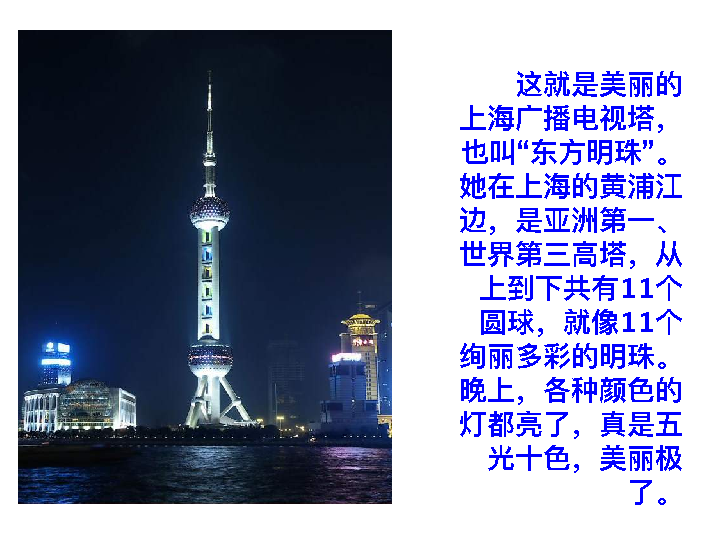 这就是美丽的
上海广播电视塔，
也叫“东方明珠”。
她在上海的黄浦江
边，是亚洲第一、
世界第三高塔，从
上到下共有11个
圆球，就像11个
绚丽多彩的明珠。
晚上，各种颜色的
灯都亮了，真是五
光十色，美丽极
了。